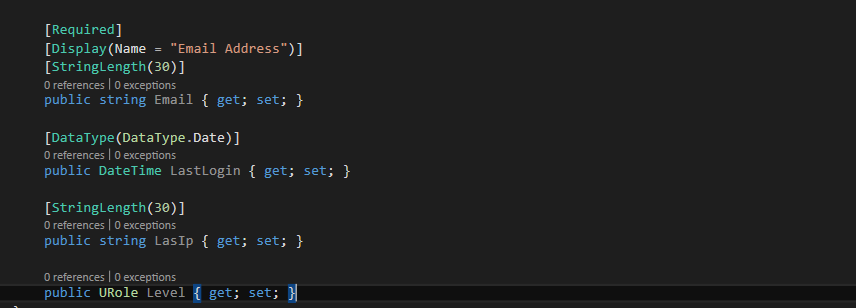 [Required]
[Display(Name = "Email Address")]
[StringLength(30)]
0 references | 0 exceptions
public string Email { get; set; }
[DataType(DataType.Date)]
0 references | 0 exceptions
public DateTime LastLogin { get; set; }
[StringLength(30)]
0 references | 0 exceptions
public string LasIp { get; set; }
0 references | 0 exceptions
public URole Level { get; set; }